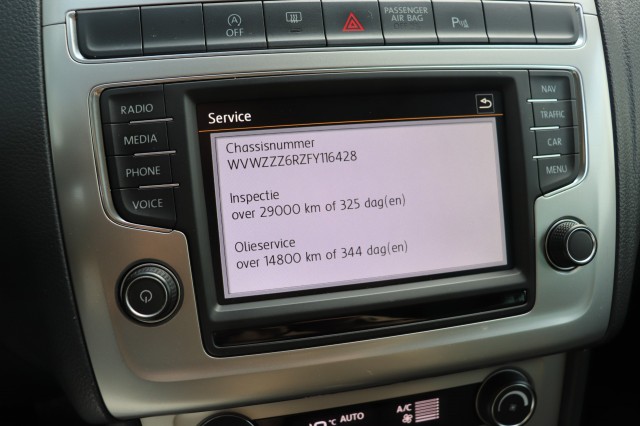 A
OFF
PASSENGER
AIR BAG
P
RADIO
MEDIA
PHONE
VOICE
Service
Chassisnummer
WVWZZZ6RZFY116428
Inspectie
over 29000 km of 325 dag(en)
Olieservice
over 14800 km of 344 dag(en)
NAV
TRAFFIC
CAR
MENU
°C
AUTO
A/C